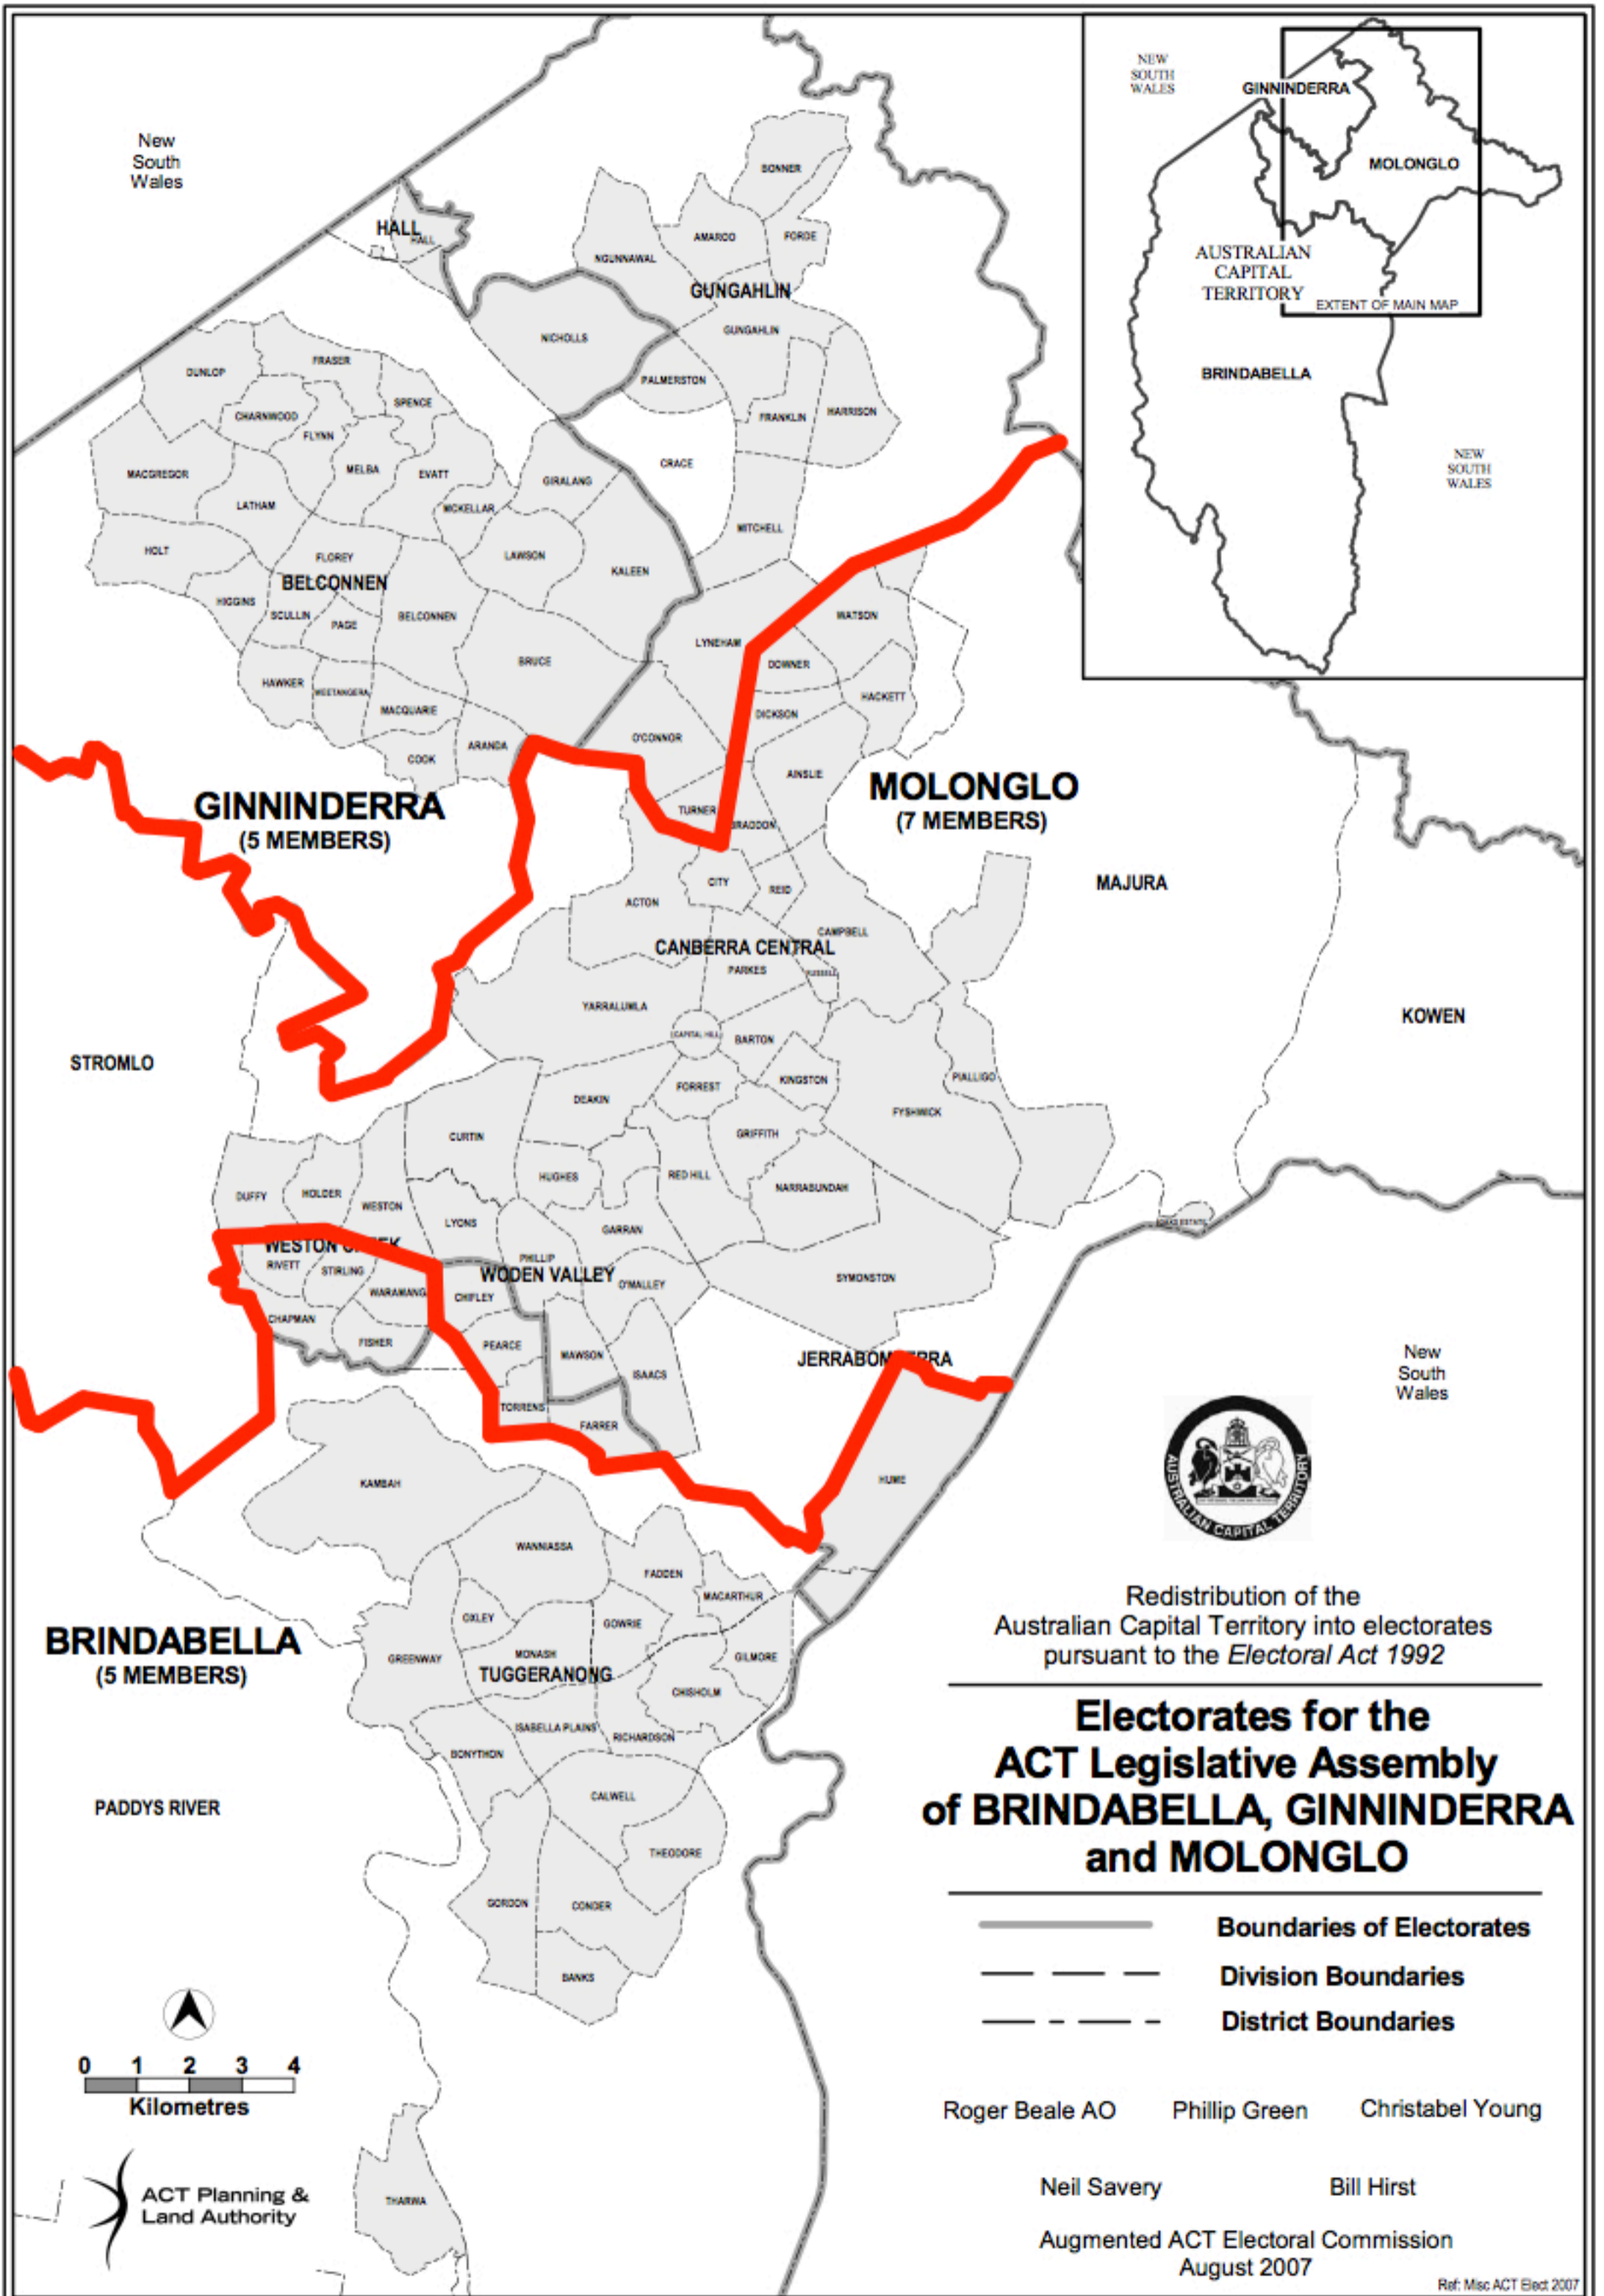 New
South
Wales
NEW
SOUTH
WALES
GINNINDERRA
MOLONGLO
AUSTRALIAN
CAPITAL
TERRITORY
EXTENT OF MAIN MAP
BRINDABELLA
NEW
SOUTH
WALES
BONNER
HALL
HALL
AMAROO
FORDE
NGUNNAWAL
GUNGAHLIN
GUNGAHLIN
NICHOLLS
PALMERSTON
FRANKLIN
HARRISON
CRACE
MITCHELL
DUNLOP
FRASER
SPENCE
CHARNWOOD
FLYNN
MACGREGOR
MELBA
EVATT
GIRALANG
LATHAM
MCKELLAR
HOLT
FLOREY
LAWSON
KALEEN
BELCONNEN
HIGGINS
SCULLIN
PAGE
BELCONNEN
BRUCE
HAWKER
WEETANGERA
MACQUARIE
COOK
ARANDA
LYNEHAM
WATSON
DOWNER
HACKETT
DICKSON
O'CONNOR
AINSLIE
GINNINDERRA
(5 MEMBERS)
MOLONGLO
(7 MEMBERS)
TURNER
BRADDON
CITY
REID
ACTON
CAMPBELL
CANBERRA CENTRAL
PARKES
RUSSELL
YARRALUMLA
CAPITAL HILL
BARTON
MAJURA
KOWEN
STROMLO
DEAKIN
FORREST
KINGSTON
PIALLIGO
FYSHWICK
CURTIN
GRIFFITH
HUGHES
RED HILL
NARRABUNDAH
DUFFY
HOLDER
WESTON
LYONS
GARRAN
OAKS ESTATE
WESTON CREEK
RIVETT
STIRLING
PHILLIP
WODEN VALLEY
O'MALLEY
SYMONSTON
WARAMANG
CHIFLEY
CHAPMAN
FISHER
PEARCE
MAWSON
ISAACS
JERRABOMBERRA
TORRENS
FARRER
HUME
New
South
Wales
KAMBAH
WANNIASSA
FADDEN
MACARTHUR
OXLEY
GOWRIE
BRINDABELLA
(5 MEMBERS)
GREENWAY
MONASH
TUGGERANONG
GILMORE
CHISHOLM
ISABELLA PLAINS
RICHARDSON
BONYTHON
CALWELL
PADDYS RIVER
THEODORE
GORDON
CONDER
BANKS
THARWA
AUSTRALIAN CAPITAL TERRITORY
Redistribution of the
Australian Capital Territory into electorates
pursuant to the Electoral Act 1992
Electorates for the
ACT Legislative Assembly
of BRINDABELLA, GINNINDERRA
and MOLONGLO
Boundaries of Electorates
Division Boundaries
District Boundaries
Roger Beale AO Phillip Green Christabel Young
Neil Savery Bill Hirst
Augmented ACT Electoral Commission
August 2007
Ref: Misc ACT Elect 2007
0 1 2 3 4
Kilometres
ACT Planning &
Land Authority